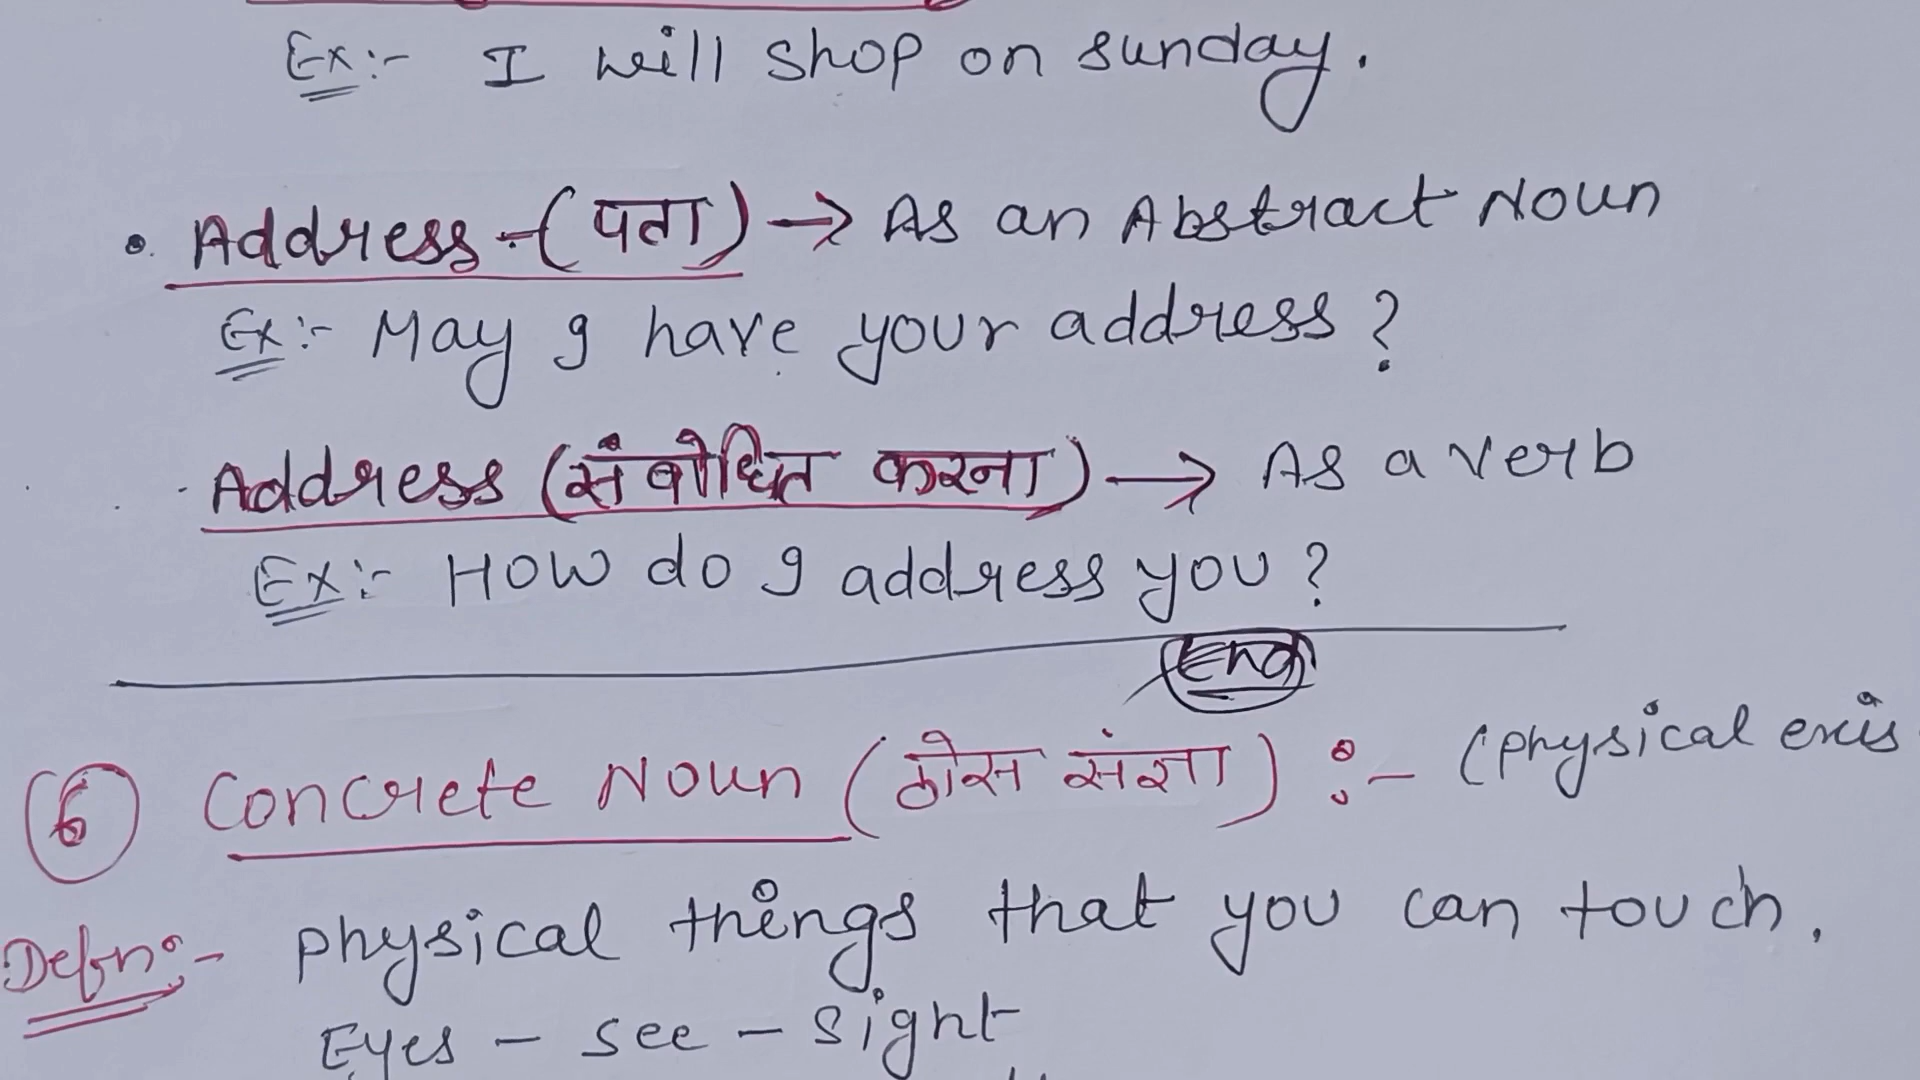 Ex:- I will shop on sunday.
• Address - (पता) → As an Abstract Noun
Ex:- May I have your address?
Address (संबोधित करना) → As a verb
Ex:- How do I address you?
End
(6) Concrete Noun (ठोस संज्ञा) :- (physical exis
Defn:- physical things that you can touch.
Eyes - see - sight